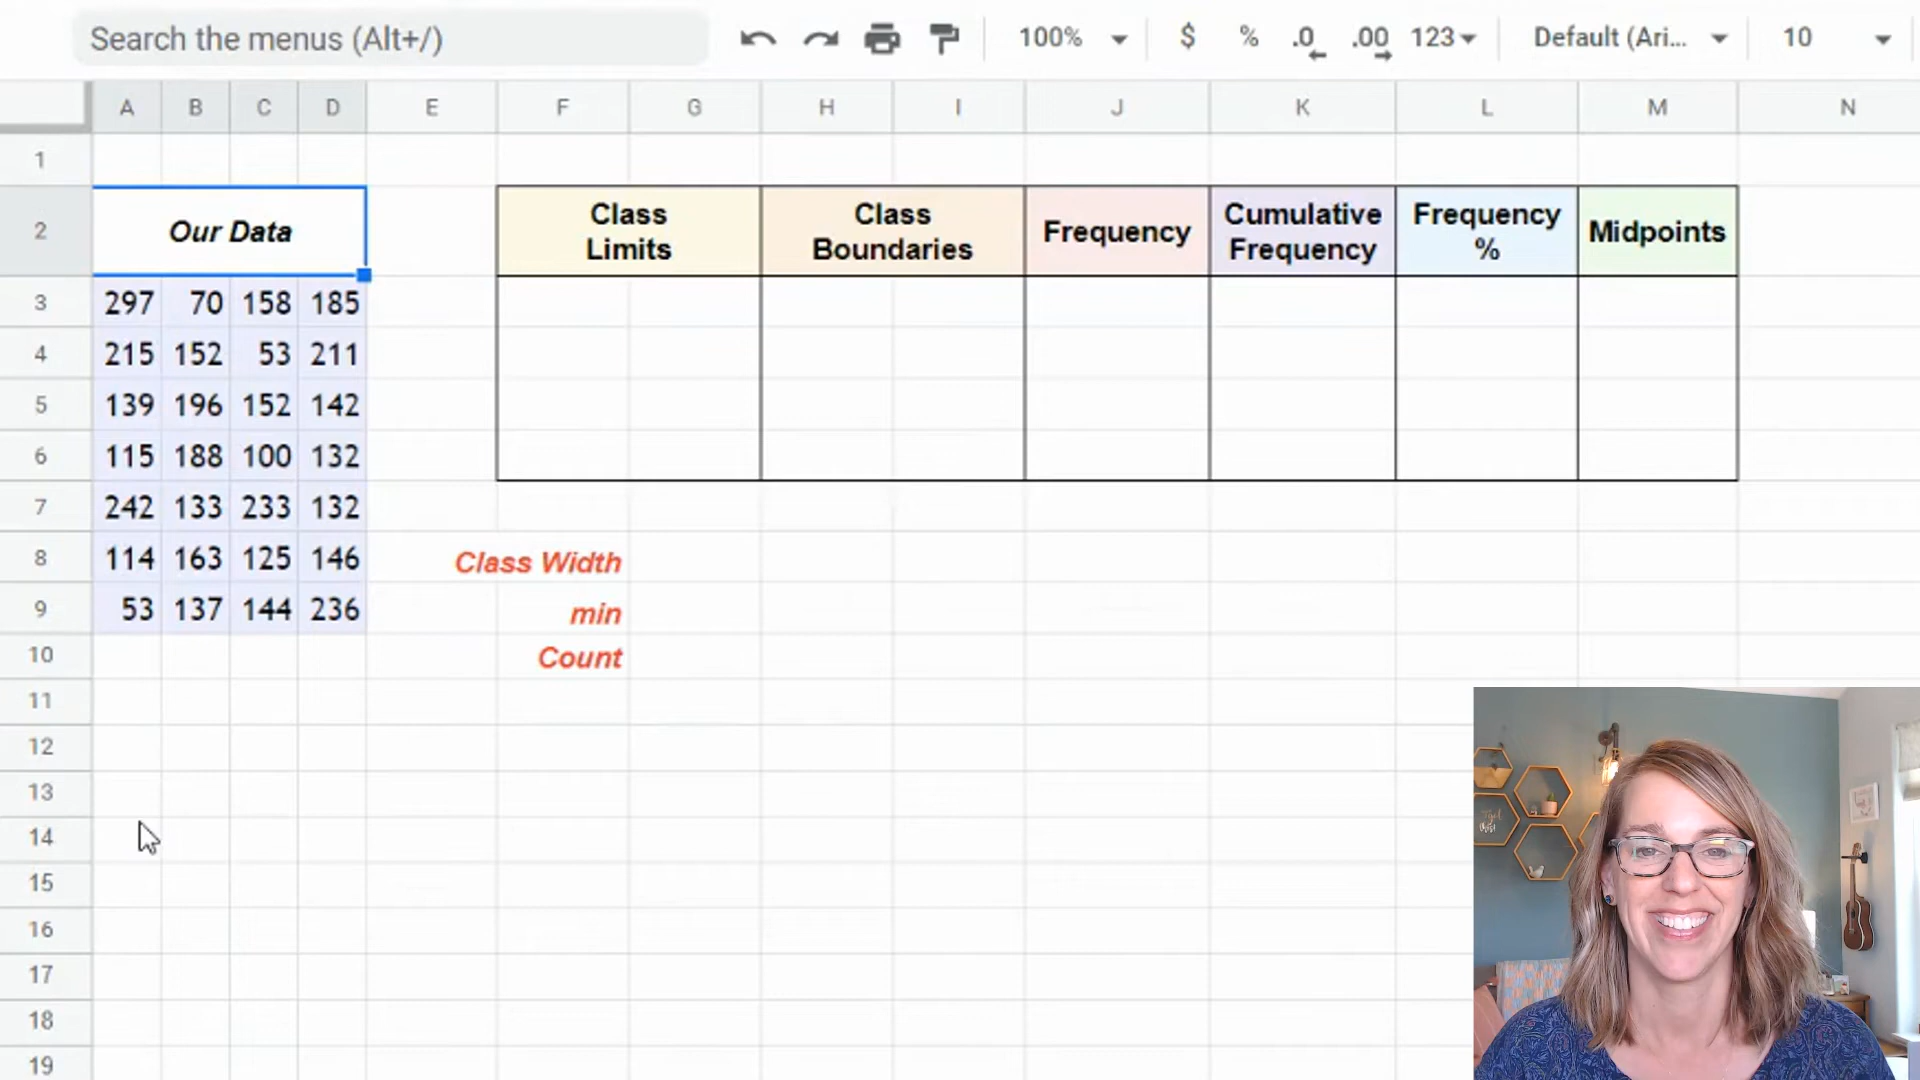 Search the menus (Alt+/)
100%
$ % .0 .00 123
Default (Ari...
10
A B C D E F G H I J K L M N
1
2 Our Data
Class Limits
Class Boundaries
Frequency
Cumulative Frequency
Frequency %
Midpoints
3 297 70 158 185
4 215 152 53 211
5 139 196 152 142
6 115 188 100 132
7 242 133 233 132
8 114 163 125 146 Class Width
9 53 137 144 236 min
10 Count
11
12
13
14
15
16
17
18
19